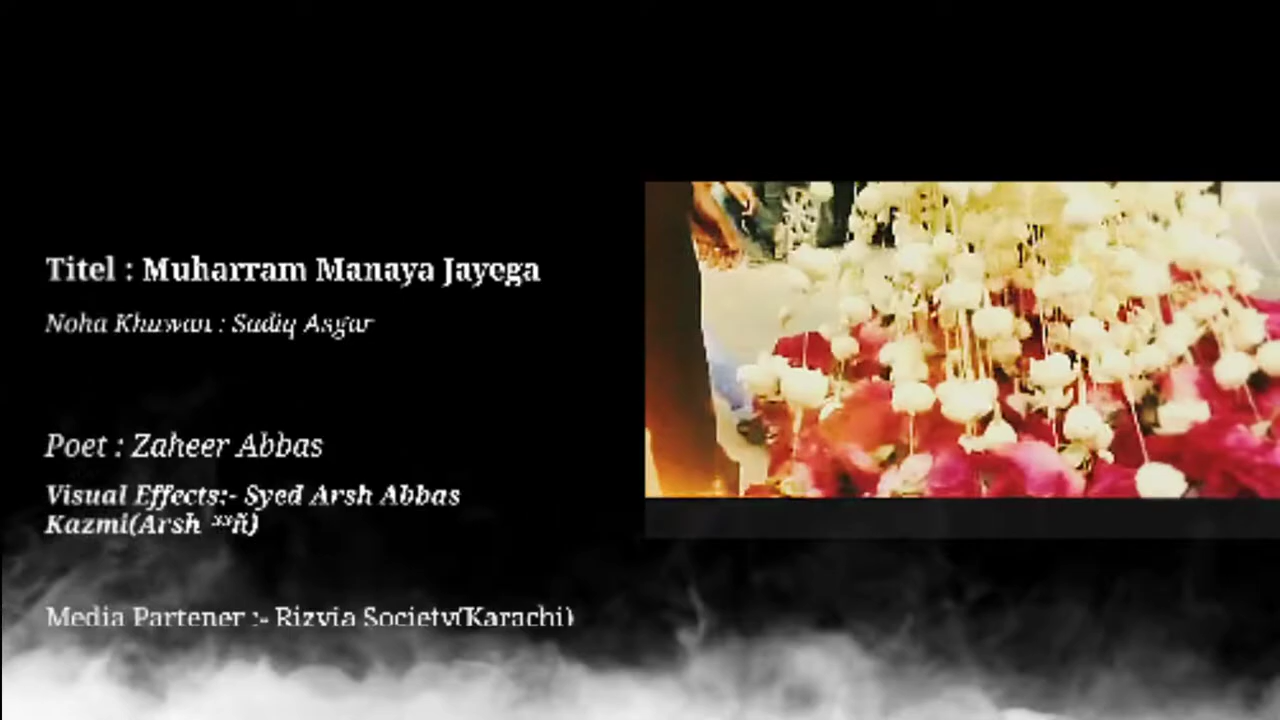 Titel : Muharram Manaya Jayega
Noha Khuwan : Sadiq Asgar
Poet : Zaheer Abbas
Visual Effects:- Syed Arsh Abbas
Kazmi(Arsh ˣˢñ)
Media Partener :- Rizvia Society(Karachi)